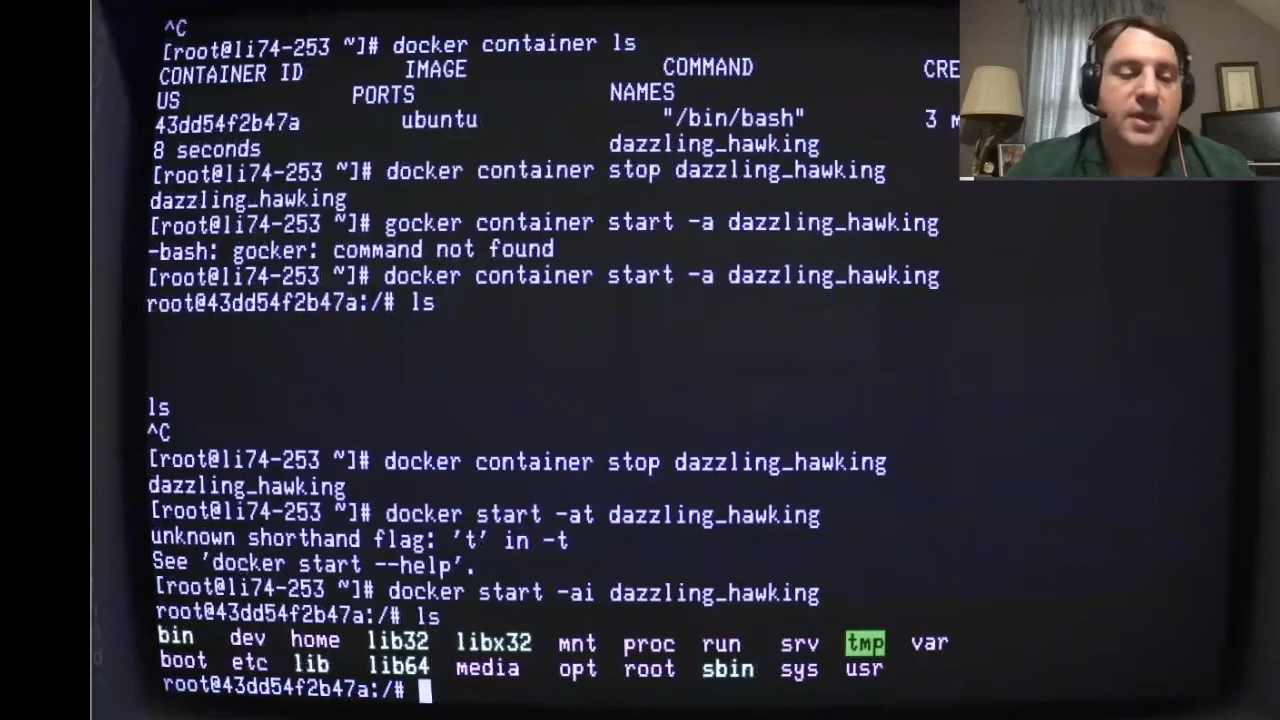 ^C
[root@li74-253 ~]# docker container ls
CONTAINER ID IMAGE COMMAND CRE
US PORTS NAMES
43dd54f2b47a ubuntu "/bin/bash" 3 m
8 seconds dazzling_hawking
[root@li74-253 ~]# docker container stop dazzling_hawking
dazzling_hawking
[root@li74-253 ~]# gocker container start -a dazzling_hawking
-bash: gocker: command not found
[root@li74-253 ~]# docker container start -a dazzling_hawking
root@43dd54f2b47a:/# ls
ls
^C
[root@li74-253 ~]# docker container stop dazzling_hawking
dazzling_hawking
[root@li74-253 ~]# docker start -at dazzling_hawking
unknown shorthand flag: 't' in -t
See 'docker start --help'.
[root@li74-253 ~]# docker start -ai dazzling_hawking
root@43dd54f2b47a:/# ls
bin dev home lib32 libx32 mnt proc run srv tmp var
boot etc lib lib64 media opt root sbin sys usr
root@43dd54f2b47a:/#